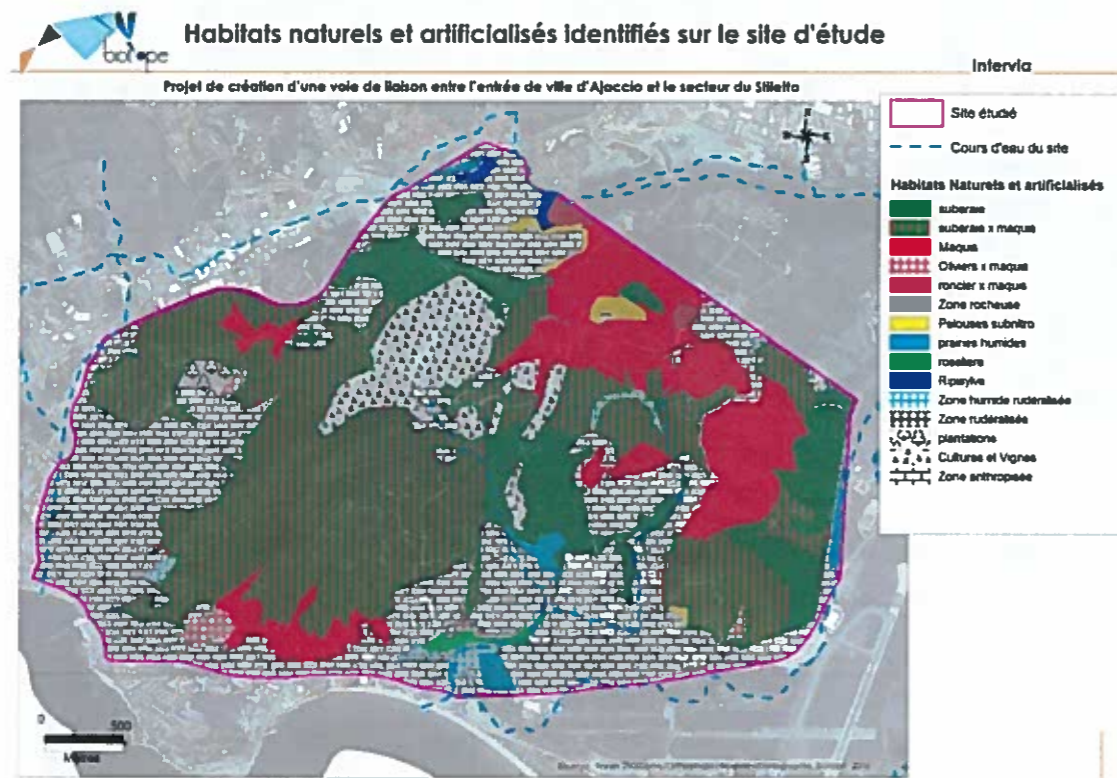 biotope
Habitats naturels et artificialisés identifiés sur le site d'étude
Intervia
Projet de création d'une voie de liaison entre l'entrée de ville d'Ajaccio et le secteur du Stiletto
Site étudié
Cours d'eau du site
Habitats Naturels et artificialisés
suberaie
suberaie x maquis
Maquis
Oliviers x maquis
roncier x maquis
Zone rocheuse
Pelouses subnitro
prairies humides
roselière
Ripisylve
Zone humide rudéralisée
Zone rudéralisée
plantations
Cultures et Vignes
Zone anthropisée
0 500
Mètres